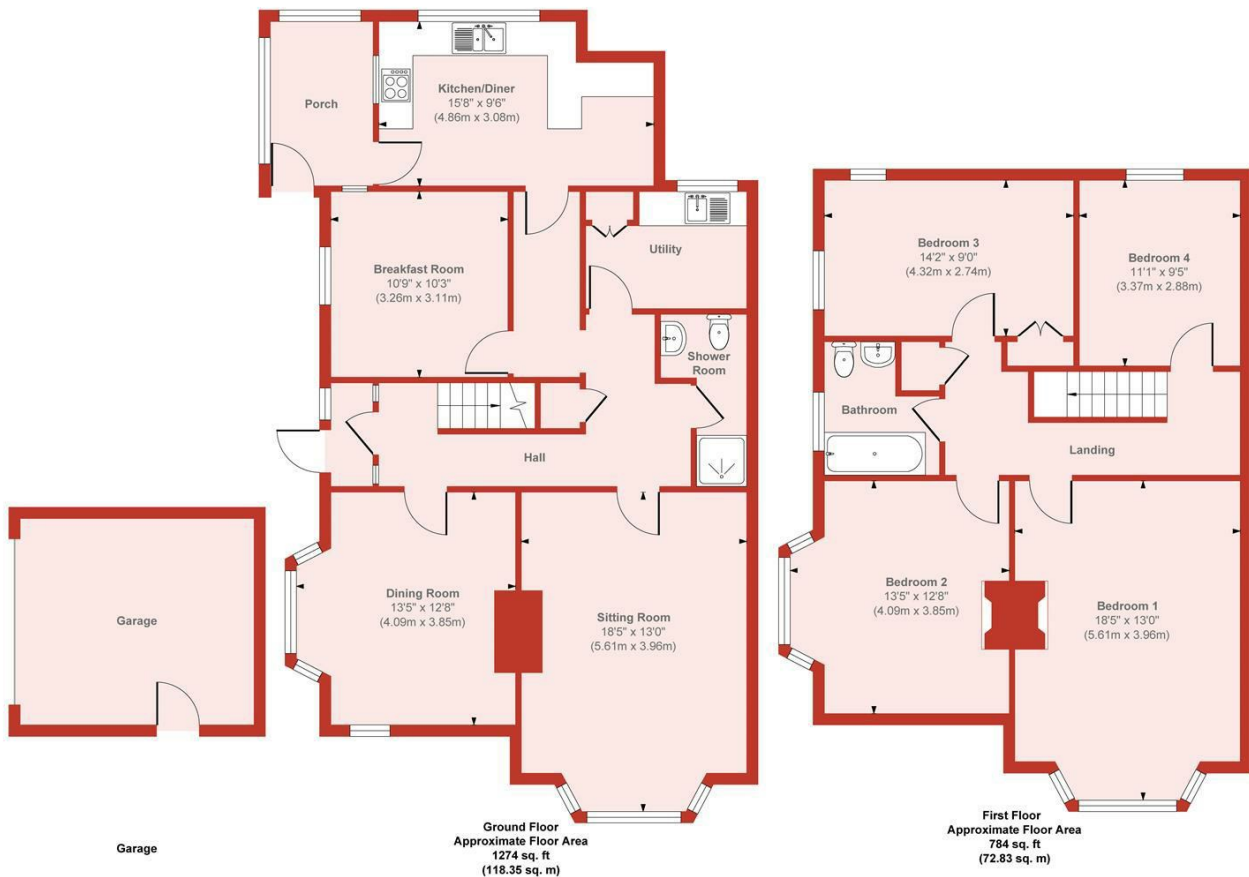 Porch
Kitchen/Diner
15'8" x 9'6"
(4.86m x 3.08m)
Breakfast Room
10'9" x 10'3"
(3.26m x 3.11m)
Utility
Shower
Room
Hall
Dining Room
13'5" x 12'8"
(4.09m x 3.85m)
Sitting Room
18'5" x 13'0"
(5.61m x 3.96m)
Garage
Garage
Ground Floor
Approximate Floor Area
1274 sq. ft
(118.35 sq. m)
Bedroom 3
14'2" x 9'0"
(4.32m x 2.74m)
Bedroom 4
11'1" x 9'5"
(3.37m x 2.88m)
Bathroom
Landing
Bedroom 2
13'5" x 12'8"
(4.09m x 3.85m)
Bedroom 1
18'5" x 13'0"
(5.61m x 3.96m)
First Floor
Approximate Floor Area
784 sq. ft
(72.83 sq. m)